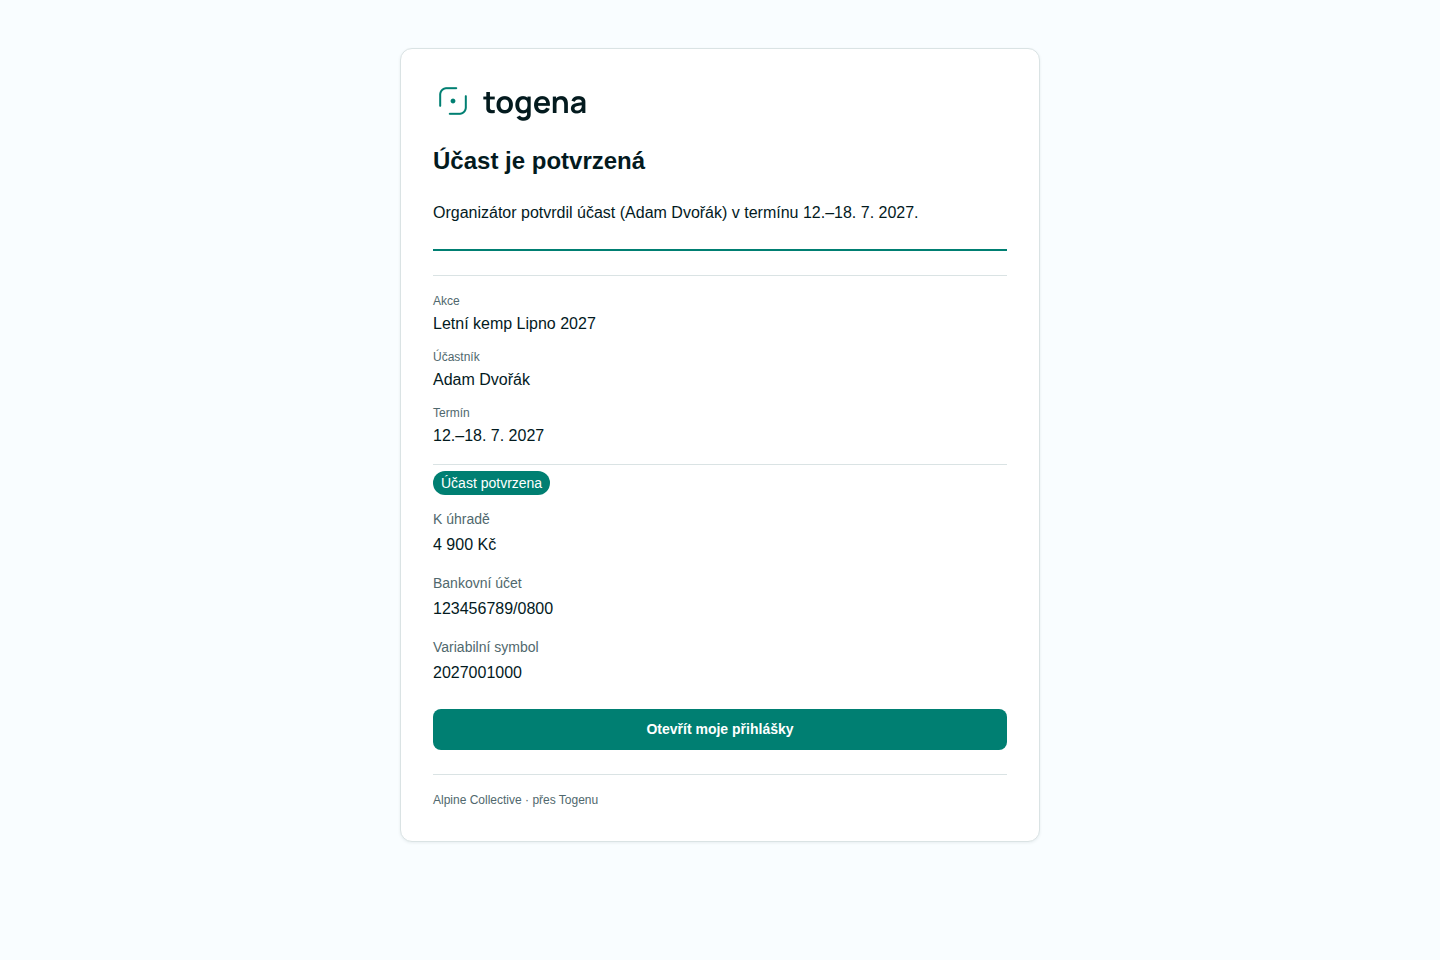 togena
Účast je potvrzená
Organizátor potvrdil účast (Adam Dvořák) v termínu 12.–18. 7. 2027.
Akce
Letní kemp Lipno 2027
Účastník
Adam Dvořák
Termín
12.–18. 7. 2027
Účast potvrzena
K úhradě
4 900 Kč
Bankovní účet
123456789/0800
Variabilní symbol
2027001000
Otevřít moje přihlášky
Alpine Collective · přes Togenu